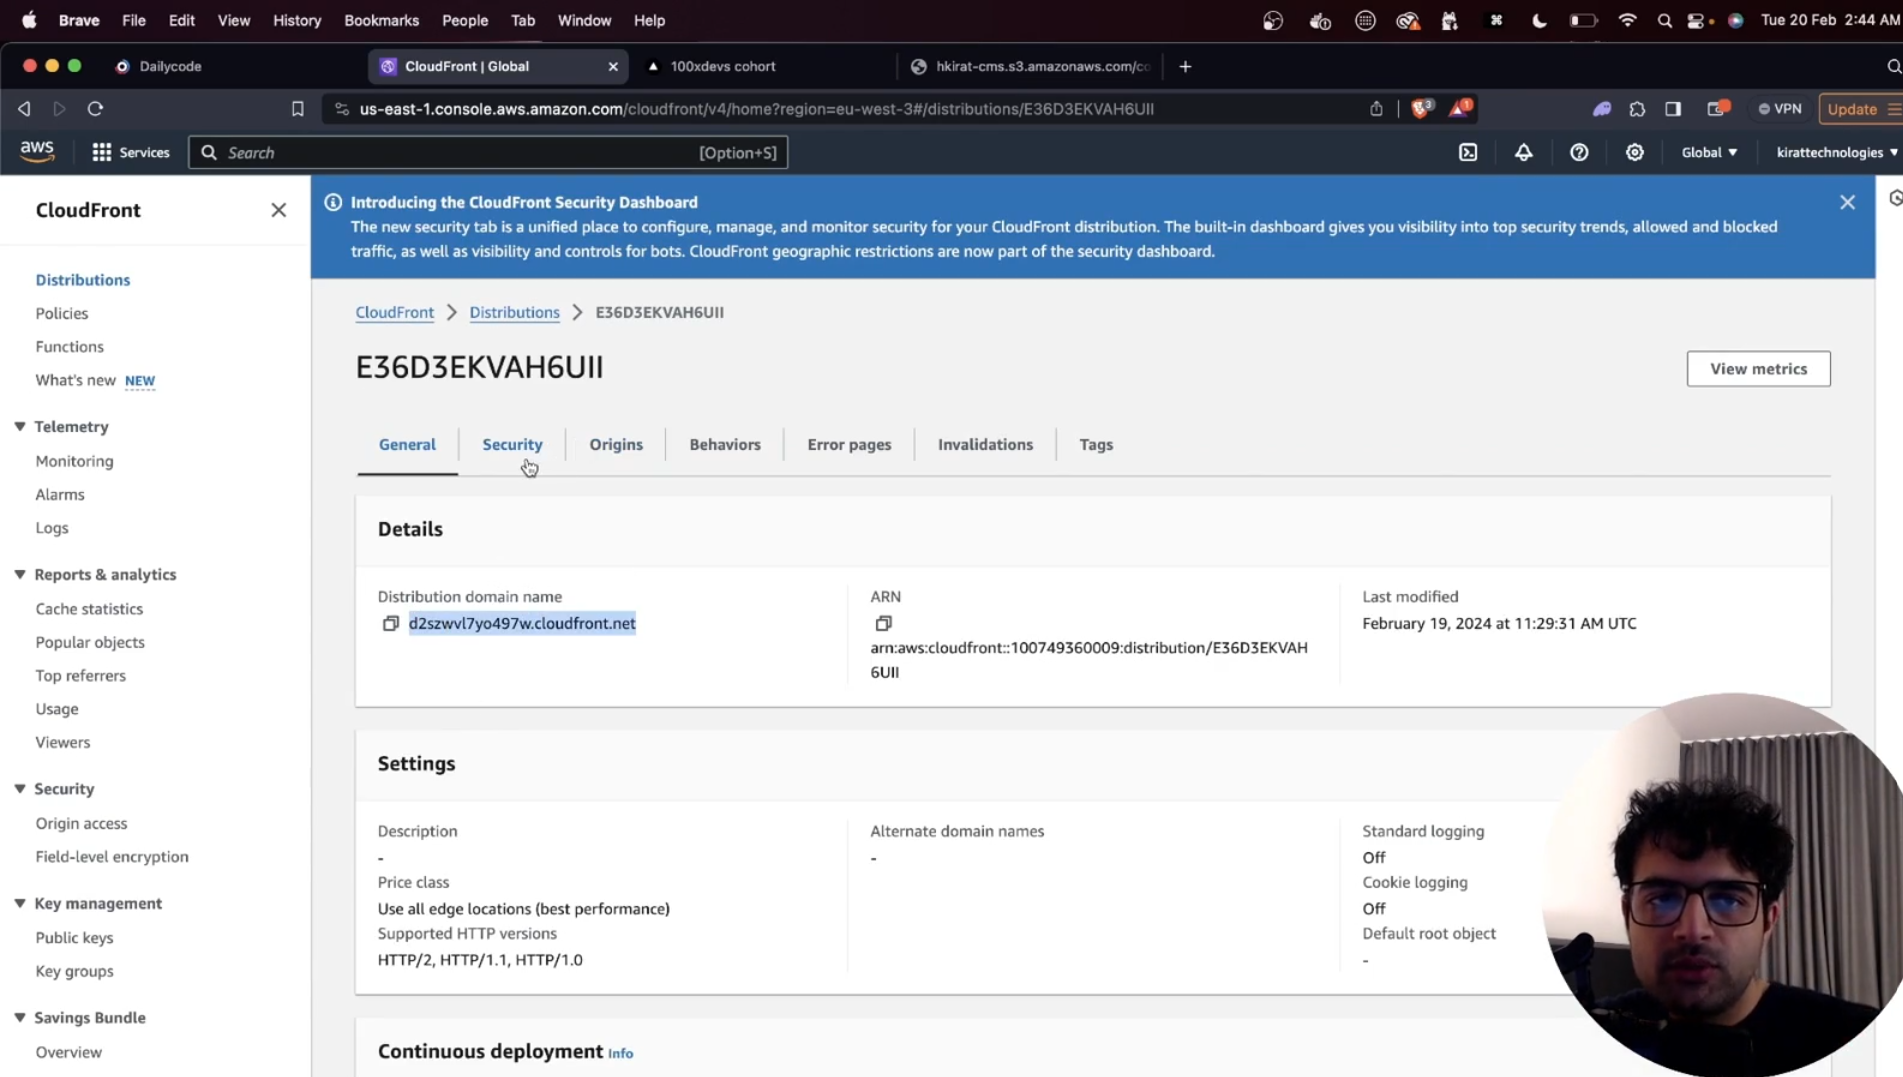 Brave File Edit View History Bookmarks People Tab Window Help Tue 20 Feb 2:44 AM
Dailycode CloudFront | Global 100xdevs cohort hkirat-cms.s3.amazonaws.com/co
us-east-1.console.aws.amazon.com/cloudfront/v4/home?region=eu-west-3#/distributions/E36D3EKVAH6UII 3 1 VPN Update
aws Services Search [Option+S] Global kirattechnologies
CloudFront
Distributions
Policies
Functions
What's new NEW
Telemetry
Monitoring
Alarms
Logs
Reports & analytics
Cache statistics
Popular objects
Top referrers
Usage
Viewers
Security
Origin access
Field-level encryption
Key management
Public keys
Key groups
Savings Bundle
Overview
Introducing the CloudFront Security Dashboard
The new security tab is a unified place to configure, manage, and monitor security for your CloudFront distribution. The built-in dashboard gives you visibility into top security trends, allowed and blocked
traffic, as well as visibility and controls for bots. CloudFront geographic restrictions are now part of the security dashboard.
CloudFront Distributions E36D3EKVAH6UII
E36D3EKVAH6UII
View metrics
General Security Origins Behaviors Error pages Invalidations Tags
Details
Distribution domain name
d2szwvl7yo497w.cloudfront.net
ARN
arn:aws:cloudfront::100749360009:distribution/E36D3EKVAH
6UII
Last modified
February 19, 2024 at 11:29:31 AM UTC
Settings
Description
-
Price class
Use all edge locations (best performance)
Supported HTTP versions
HTTP/2, HTTP/1.1, HTTP/1.0
Alternate domain names
-
Standard logging
Off
Cookie logging
Off
Default root object
-
Continuous deployment Info